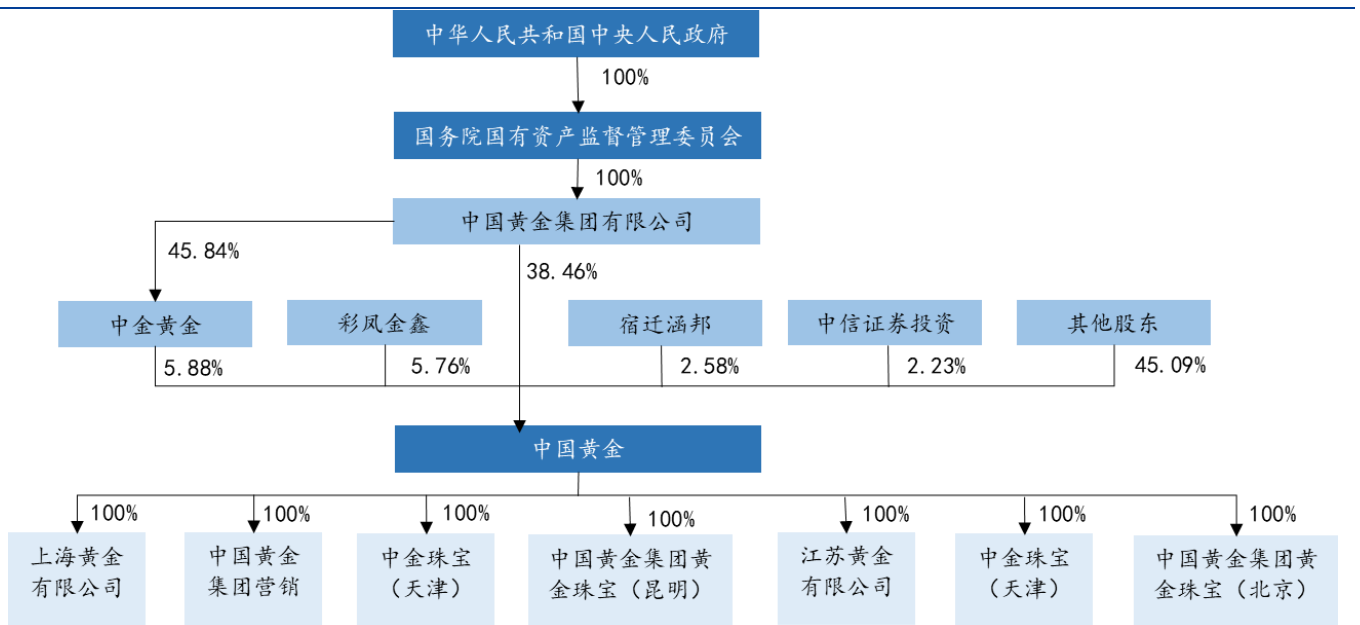 中华人民共和国中央人民政府
100%
国务院国有资产监督管理委员会
100%
中国黄金集团有限公司
45.84%
38.46%
中金黄金
彩凤金鑫
宿迁涵邦
中信证券投资
其他股东
5.88%
5.76%
2.58%
2.23%
45.09%
中国黄金
100%
100%
100%
100%
100%
100%
100%
上海黄金
有限公司
中国黄金
集团营销
中金珠宝
（天津）
中国黄金集团黄
金珠宝（昆明）
江苏黄金
有限公司
中金珠宝
（天津）
中国黄金集团黄
金珠宝（北京）